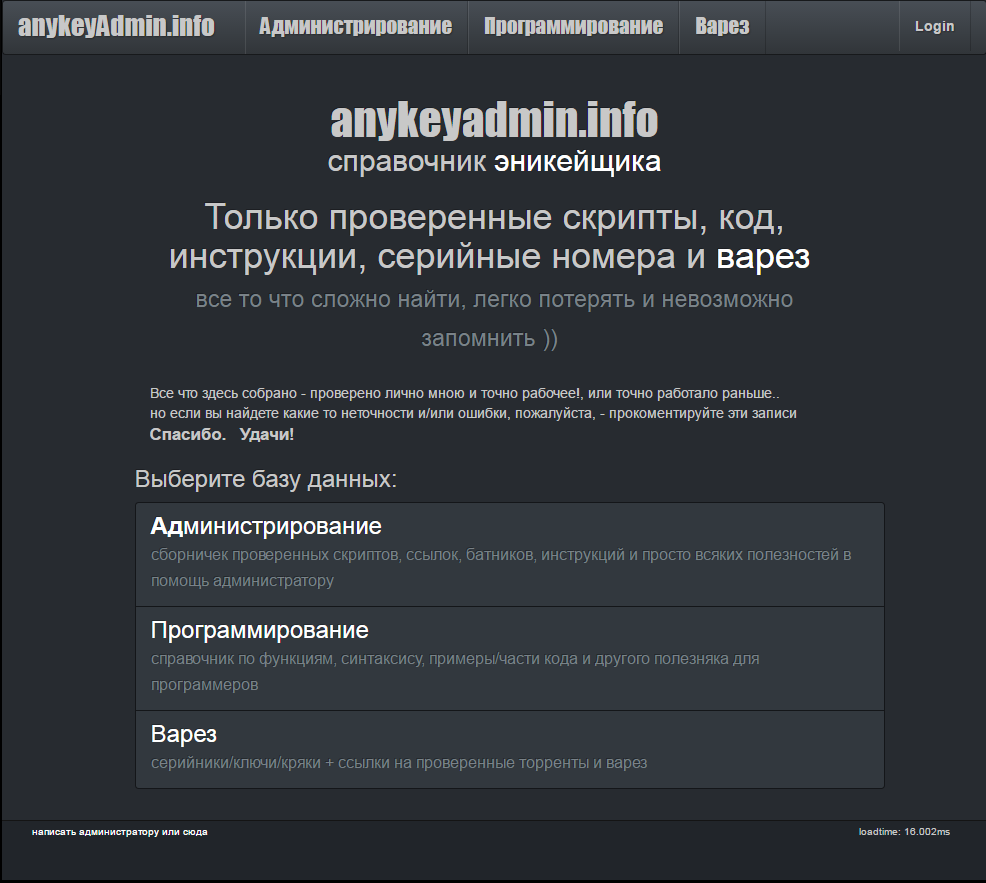 anykeyAdmin.info Администрирование Программирование Варез Login
anykeyadmin.info
справочник эникейщика
Только проверенные скрипты, код,
инструкции, серийные номера и варез
все то что сложно найти, легко потерять и невозможно
запомнить ))
Все что здесь собрано - проверено лично мною и точно рабочее!, или точно работало раньше..
но если вы найдете какие то неточности и/или ошибки, пожалуйста, - прокоментируйте эти записи
Спасибо. Удачи!
Выберите базу данных:
Администрирование
сборничек проверенных скриптов, ссылок, батников, инструкций и просто всяких полезностей в
помощь администратору
Программирование
справочник по функциям, синтаксису, примеры/части кода и другого полезняка для
программеров
Варез
серийники/ключи/кряки + ссылки на проверенные торренты и варез
написать администратору или сюда loadtime: 16.002ms